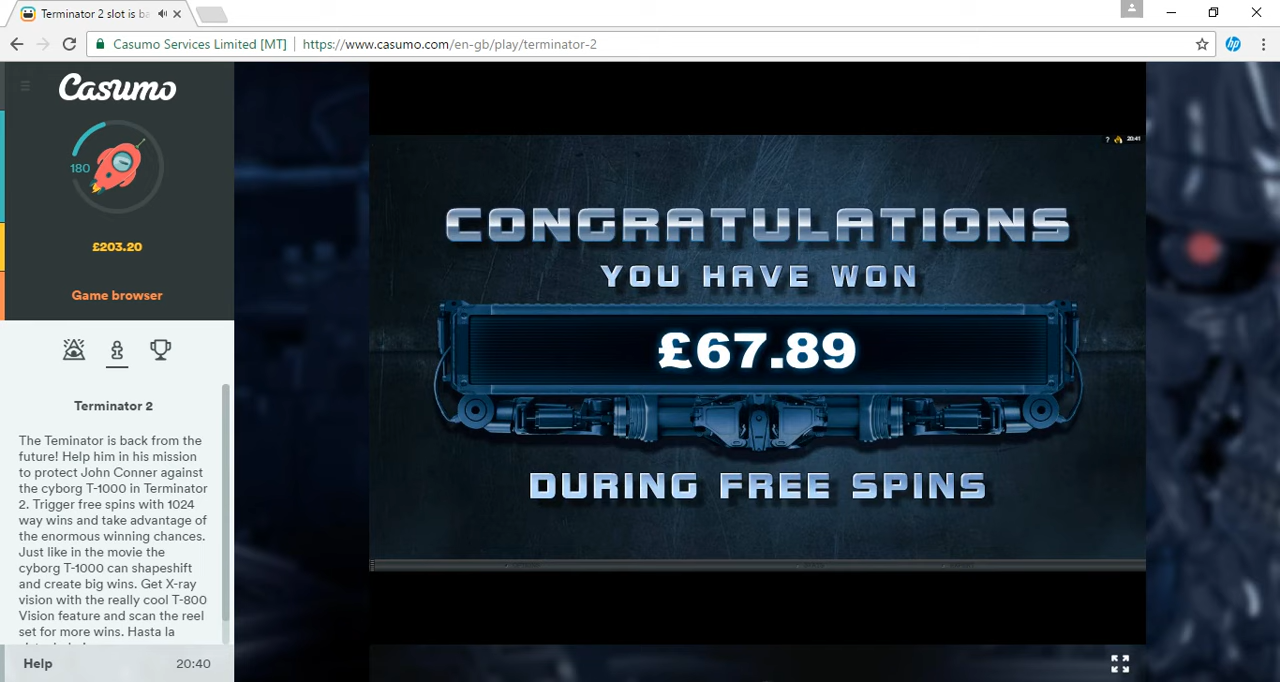 Terminator 2 slot is ba
Casumo Services Limited [MT]
https://www.casumo.com/en-gb/play/terminator-2
hp
Casumo
180
£203.20
Game browser
Terminator 2
The Teminator is back from the
future! Help him in his mission
to protect John Conner against
the cyborg T-1000 in Terminator
2. Trigger free spins with 1024
way wins and take advantage of
the enormous winning chances.
Just like in the movie the
cyborg T-1000 can shapeshift
and create big wins. Get X-ray
vision with the really cool T-800
Vision feature and scan the reel
set for more wins. Hasta la
Help
20:40
? 20:41
CONGRATULATIONS
YOU HAVE WON
£67.89
DURING FREE SPINS